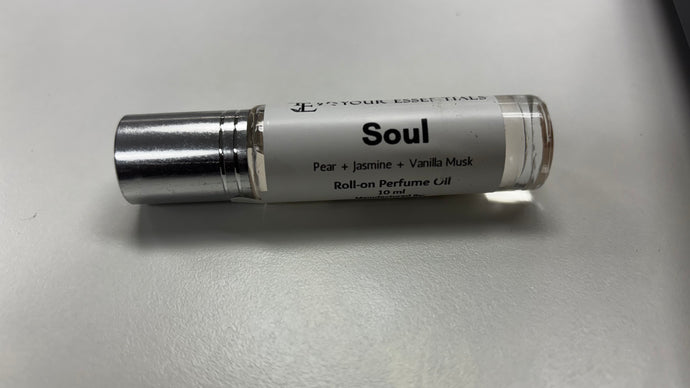 YOUR ESSENTIALS
Soul
Pear + Jasmine + Vanilla Musk
Roll-on Perfume Oil
10 ml